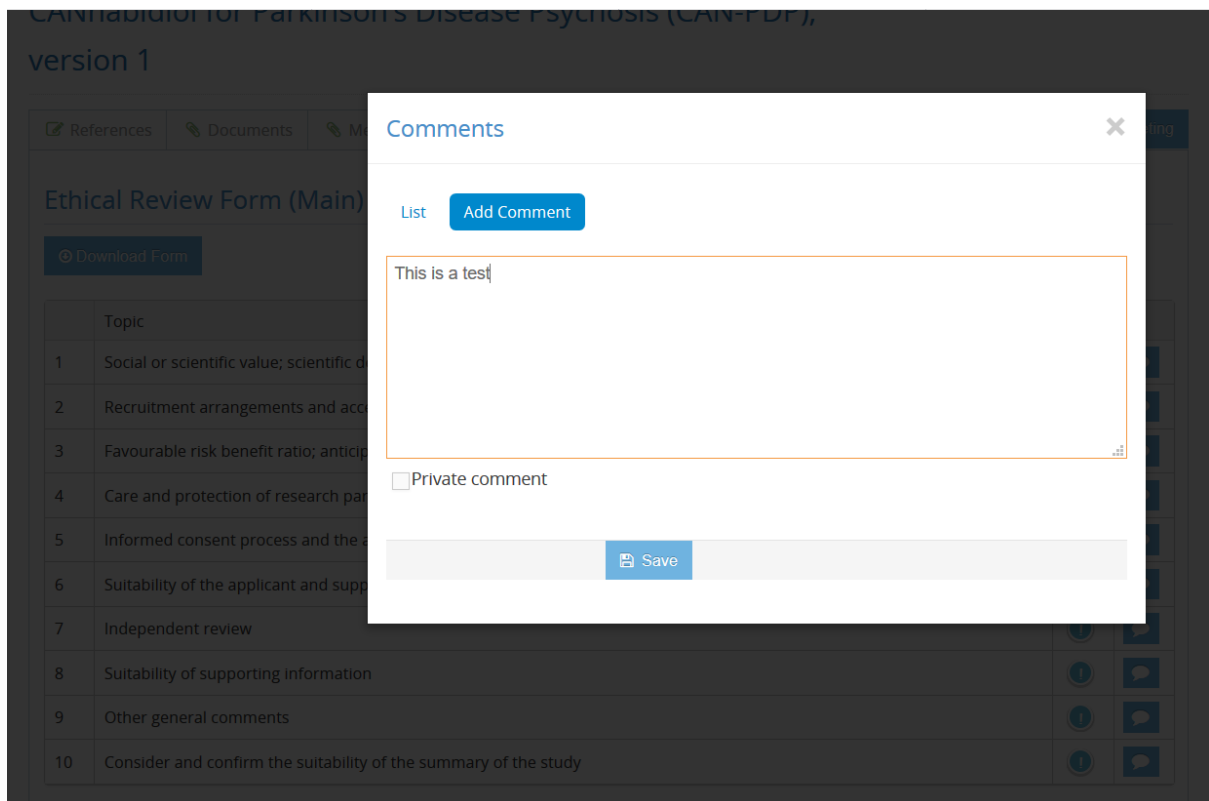 CANnabidiol for Parkinson's Disease Psychosis (CAN-PDP),
version 1
References Documents Me
ting
Comments
Ethical Review Form (Main)
List Add Comment
Download Form
This is a test
Topic
1 Social or scientific value; scientific de
2 Recruitment arrangements and acce
3 Favourable risk benefit ratio; anticip
4 Care and protection of research par
Private comment
5 Informed consent process and the a
Save
6 Suitability of the applicant and supp
7 Independent review
8 Suitability of supporting information
9 Other general comments
10 Consider and confirm the suitability of the summary of the study